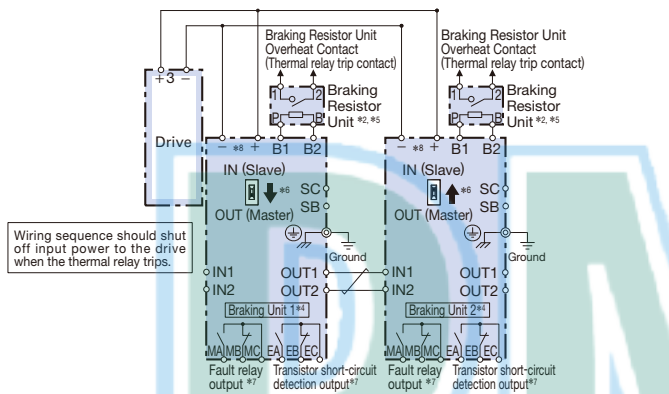 Braking Resistor Unit
Overheat Contact
(Thermal relay trip contact)
Braking Resistor Unit
Overheat Contact
(Thermal relay trip contact)
+3 −
Drive
1 2
P B
Braking
Resistor
Unit *2, *5
1 2
P B
Braking
Resistor
Unit *2, *5
− *8 + B1 B2
IN (Slave)
*6
OUT (Master)
SC
SB
Ground
− *8 + B1 B2
IN (Slave)
*6
OUT (Master)
SC
SB
Ground
Wiring sequence should shut
off input power to the drive
when the thermal relay trips.
IN1 OUT1
IN2 OUT2
Braking Unit 1*4
MA MB MC EA EB EC
Fault relay
output *7
Transistor short-circuit
detection output*7
IN1 OUT1
IN2 OUT2
Braking Unit 2*4
MA MB MC EA EB EC
Fault relay
output *7
Transistor short-circuit
detection output*7